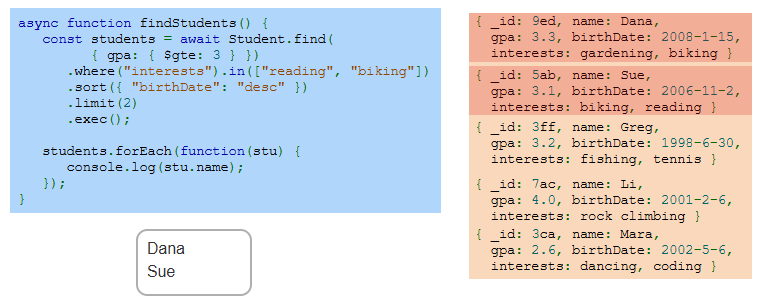 async function findStudents() {
const students = await Student.find(
{ gpa: { $gte: 3 } })
.where("interests").in(["reading", "biking"])
.sort({ "birthDate": "desc" })
.limit(2)
.exec();
students.forEach(function(stu) {
console.log(stu.name);
});
}
Dana
Sue
{ _id: 9ed, name: Dana,
gpa: 3.3, birthDate: 2008-1-15,
interests: gardening, biking }
{ _id: 5ab, name: Sue,
gpa: 3.1, birthDate: 2006-11-2,
interests: biking, reading }
{ _id: 3ff, name: Greg,
gpa: 3.2, birthDate: 1998-6-30,
interests: fishing, tennis }
{ _id: 7ac, name: Li,
gpa: 4.0, birthDate: 2001-2-6,
interests: rock climbing }
{ _id: 3ca, name: Mara,
gpa: 2.6, birthDate: 2002-5-6,
interests: dancing, coding }